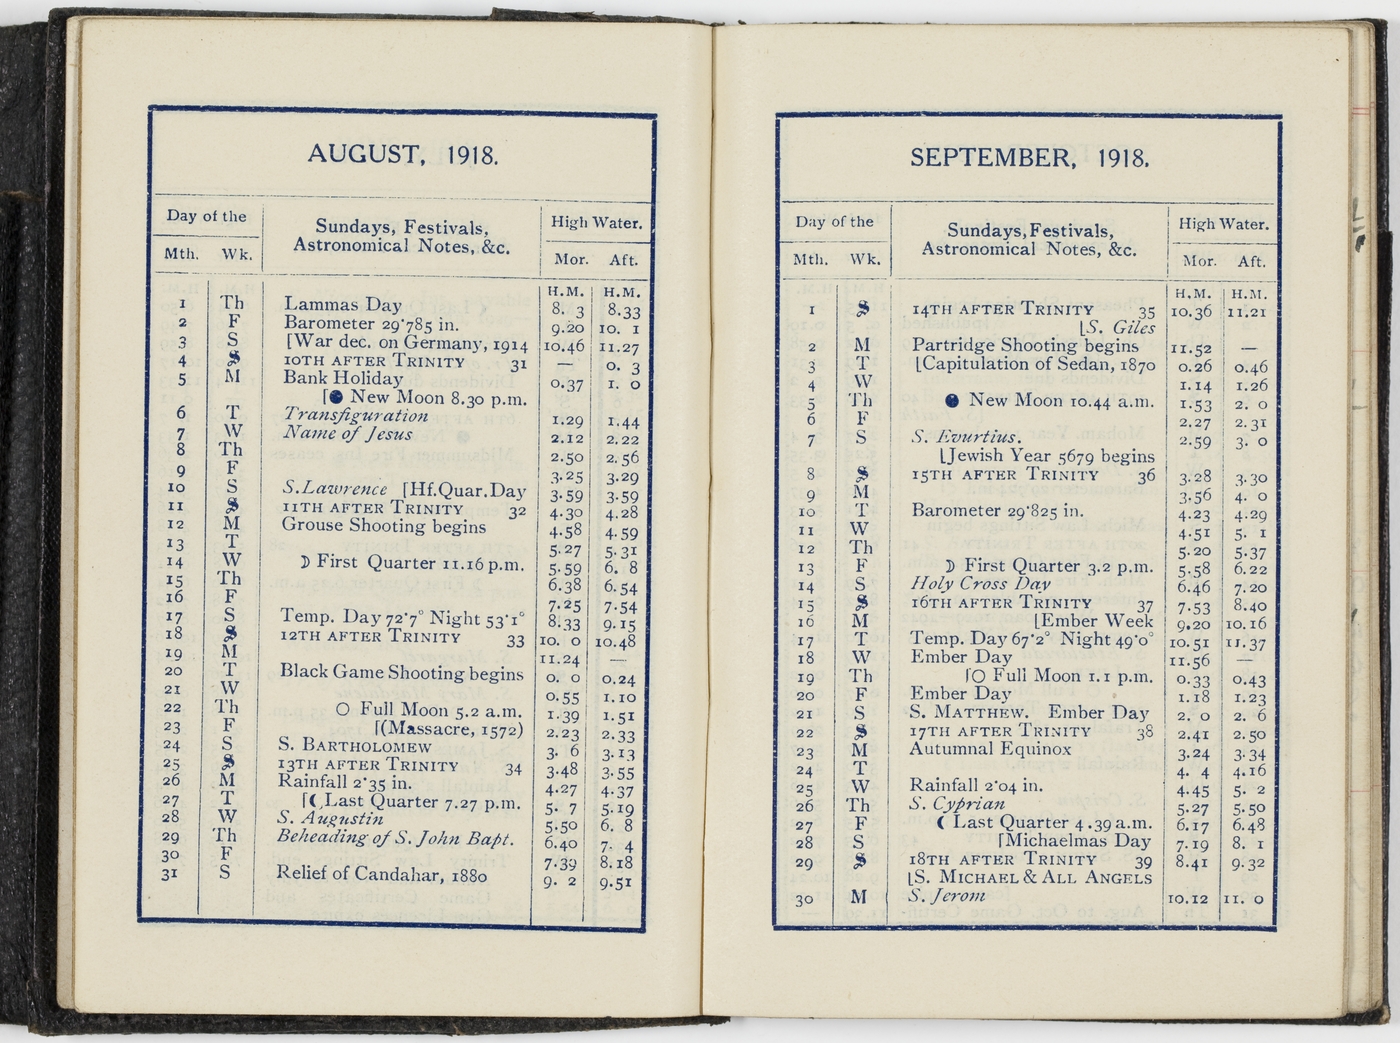 AUGUST, 1918.
Day of the
Mth. Wk.
Sundays, Festivals,
Astronomical Notes, &c.
High Water.
Mor. Aft.
H.M. H.M.
1 Th Lammas Day 8. 3 8.33
2 F Barometer 29·785 in. 9.20 10. 1
3 S [War dec. on Germany, 1914 10.46 11.27
4 S 10TH AFTER TRINITY 31 — 0. 3
5 M Bank Holiday 0.37 1. 0
[● New Moon 8.30 p.m.
6 T Transfiguration 1.29 1.44
7 W Name of Jesus 2.12 2.22
8 Th 2.50 2.56
9 F 3.25 3.29
10 S S. Lawrence [Hf.Quar.Day 3.59 3.59
11 S 11TH AFTER TRINITY 32 4.30 4.28
12 M Grouse Shooting begins 4.58 4.59
13 T 5.27 5.31
14 W ☽ First Quarter 11.16 p.m. 5.59 6. 8
15 Th 6.38 6.54
16 F 7.25 7.54
17 S Temp. Day 72·7° Night 53·1° 8.33 9.15
18 S 12TH AFTER TRINITY 33 10. 0 10.48
19 M 11.24 —
20 T Black Game Shooting begins 0. 0 0.24
21 W 0.55 1.10
22 Th ○ Full Moon 5.2 a.m. 1.39 1.51
23 F [(Massacre, 1572) 2.23 2.33
24 S S. BARTHOLOMEW 3. 6 3.13
25 S 13TH AFTER TRINITY 34 3.48 3.55
26 M Rainfall 2·35 in. 4.27 4.37
27 T [☾ Last Quarter 7.27 p.m. 5. 7 5.19
28 W S. Augustin 5.50 6. 8
29 Th Beheading of S. John Bapt. 6.40 7. 4
30 F 7.39 8.18
31 S Relief of Candahar, 1880 9. 2 9.51
SEPTEMBER, 1918.
Day of the
Mth. Wk.
Sundays, Festivals,
Astronomical Notes, &c.
High Water.
Mor. Aft.
H.M. H.M.
1 S 14TH AFTER TRINITY 35 10.36 11.21
[S. Giles
2 M Partridge Shooting begins 11.52 —
3 T [Capitulation of Sedan, 1870 0.26 0.46
4 W 1.14 1.26
5 Th ● New Moon 10.44 a.m. 1.53 2. 0
6 F 2.27 2.31
7 S S. Evurtius. 2.59 3. 0
[Jewish Year 5679 begins
8 S 15TH AFTER TRINITY 36 3.28 3.30
9 M 3.56 4. 0
10 T Barometer 29·825 in. 4.23 4.29
11 W 4.51 5. 1
12 Th 5.20 5.37
13 F ☽ First Quarter 3.2 p.m. 5.58 6.22
14 S Holy Cross Day 6.46 7.20
15 S 16TH AFTER TRINITY 37 7.53 8.40
16 M [Ember Week 9.20 10.16
17 T Temp. Day 67·2° Night 49·0° 10.51 11.37
18 W Ember Day 11.56 —
19 Th [○ Full Moon 1.1 p.m. 0.33 0.43
20 F Ember Day 1.18 1.23
21 S S. MATTHEW. Ember Day 2. 0 2. 6
22 S 17TH AFTER TRINITY 38 2.41 2.50
23 M Autumnal Equinox 3.24 3.34
24 T 4. 4 4.16
25 W Rainfall 2·04 in. 4.45 5. 2
26 Th S. Cyprian 5.27 5.50
27 F ☾ Last Quarter 4.39 a.m. 6.17 6.48
28 S [Michaelmas Day 7.19 8. 1
29 S 18TH AFTER TRINITY 39 8.41 9.32
[S. MICHAEL & ALL ANGELS
30 M S. Jerom 10.12 11. 0